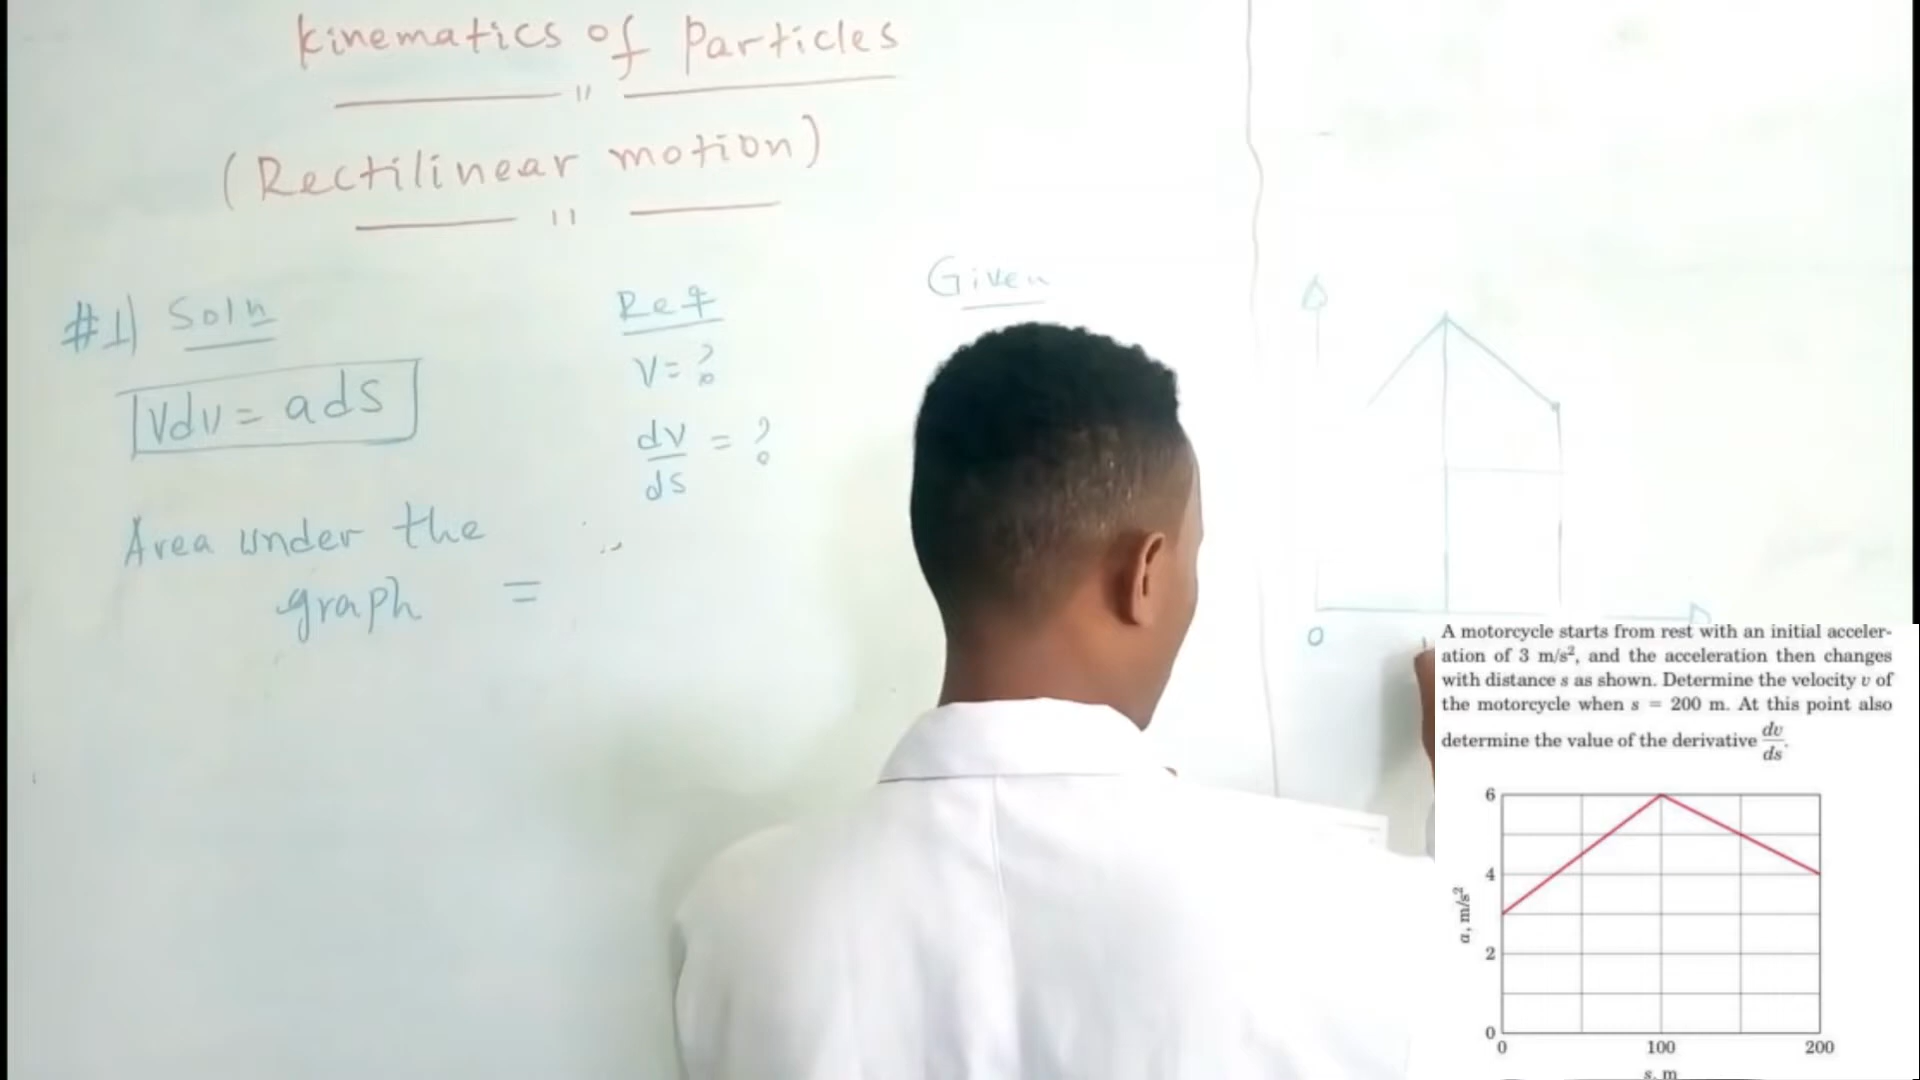 kinematics of Particles
(Rectilinear motion)
#1) Soln
vdv = ads
Area under the
graph =
Req
v = ?
dv/ds = ?
Given
0
A motorcycle starts from rest with an initial acceler-
ation of 3 m/s², and the acceleration then changes
with distance s as shown. Determine the velocity v of
the motorcycle when s = 200 m. At this point also
determine the value of the derivative dv/ds.
6
4
2
0
a, m/s²
0 100 200
s, m